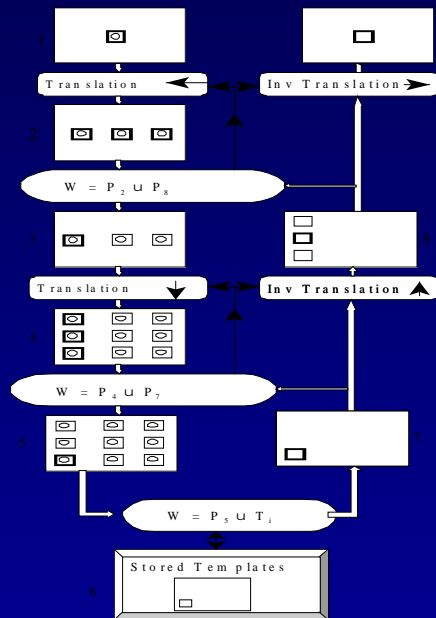 1
Translation
Inv Translation
2
W = P₂ ⊔ P₈
3
8
Translation
Inv Translation
4
W = P₄ ⊔ P₇
5
7
W = P₅ ⊔ Tᵢ
Stored Templates
6